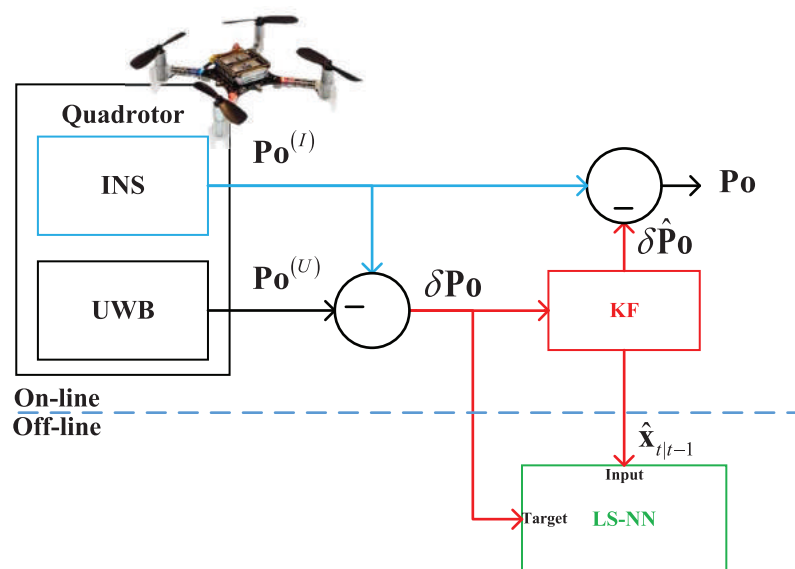 Quadrotor
INS
Po^(I)
Po
−
δP̂o
UWB
Po^(U)
−
δPo
KF
On-line
Off-line
x̂_{t|t−1}
Input
Target
LS-NN